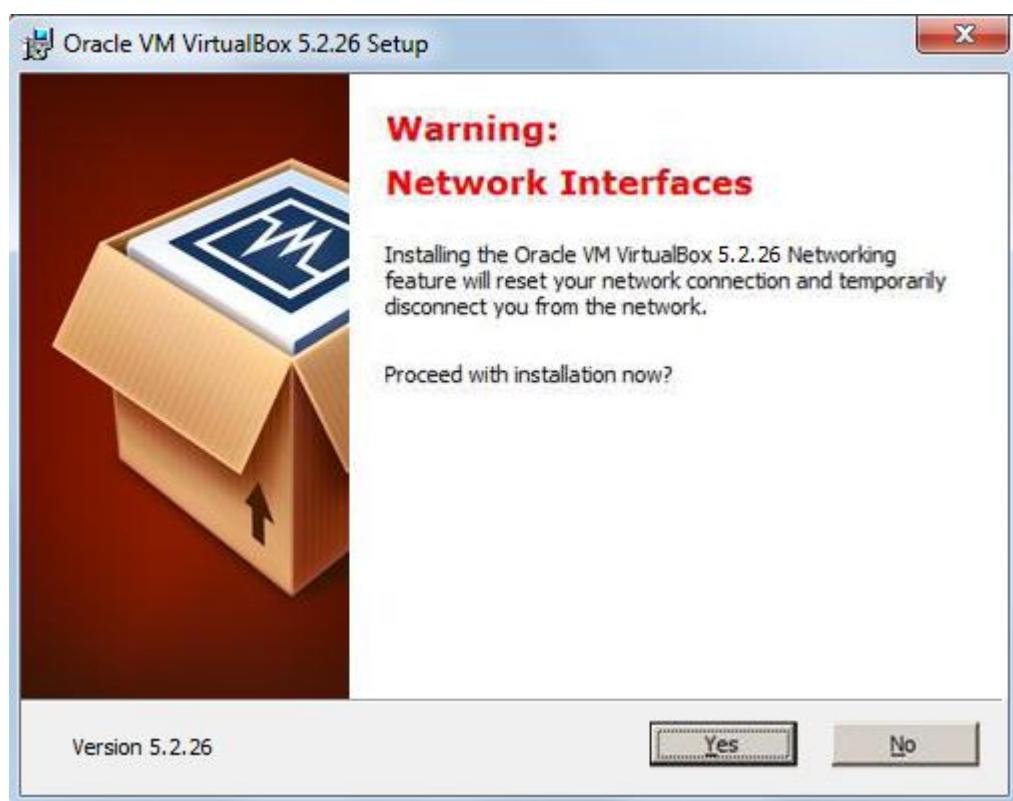 Oracle VM VirtualBox 5.2.26 Setup
Warning:
Network Interfaces
Installing the Oracle VM VirtualBox 5.2.26 Networking
feature will reset your network connection and temporarily
disconnect you from the network.
Proceed with installation now?
Version 5.2.26
Yes
No